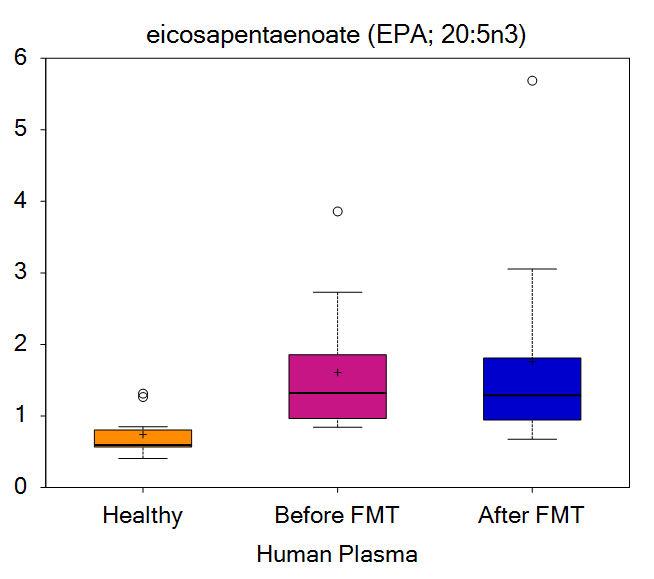 eicosapentaenoate (EPA; 20:5n3)
6
5
4
3
2
1
0
Healthy Before FMT After FMT
Human Plasma